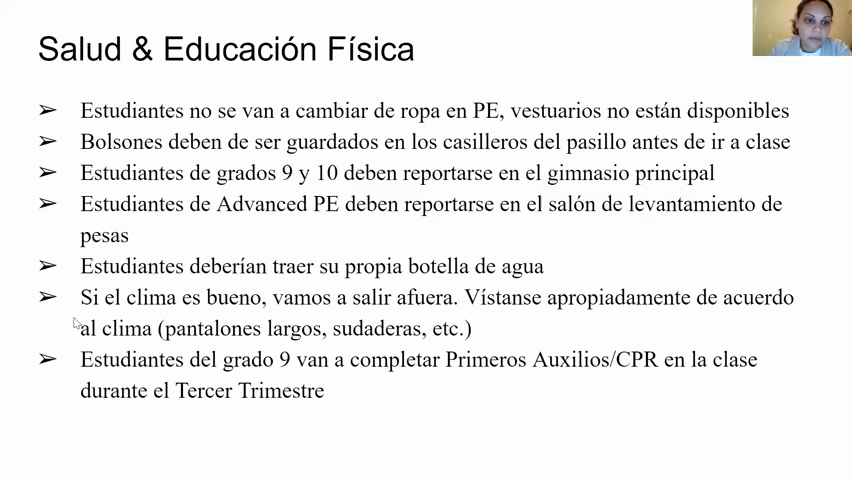 Salud & Educación Física
➢ Estudiantes no se van a cambiar de ropa en PE, vestuarios no están disponibles
➢ Bolsones deben de ser guardados en los casilleros del pasillo antes de ir a clase
➢ Estudiantes de grados 9 y 10 deben reportarse en el gimnasio principal
➢ Estudiantes de Advanced PE deben reportarse en el salón de levantamiento de
pesas
➢ Estudiantes deberían traer su propia botella de agua
➢ Si el clima es bueno, vamos a salir afuera. Vístanse apropiadamente de acuerdo
al clima (pantalones largos, sudaderas, etc.)
➢ Estudiantes del grado 9 van a completar Primeros Auxilios/CPR en la clase
durante el Tercer Trimestre